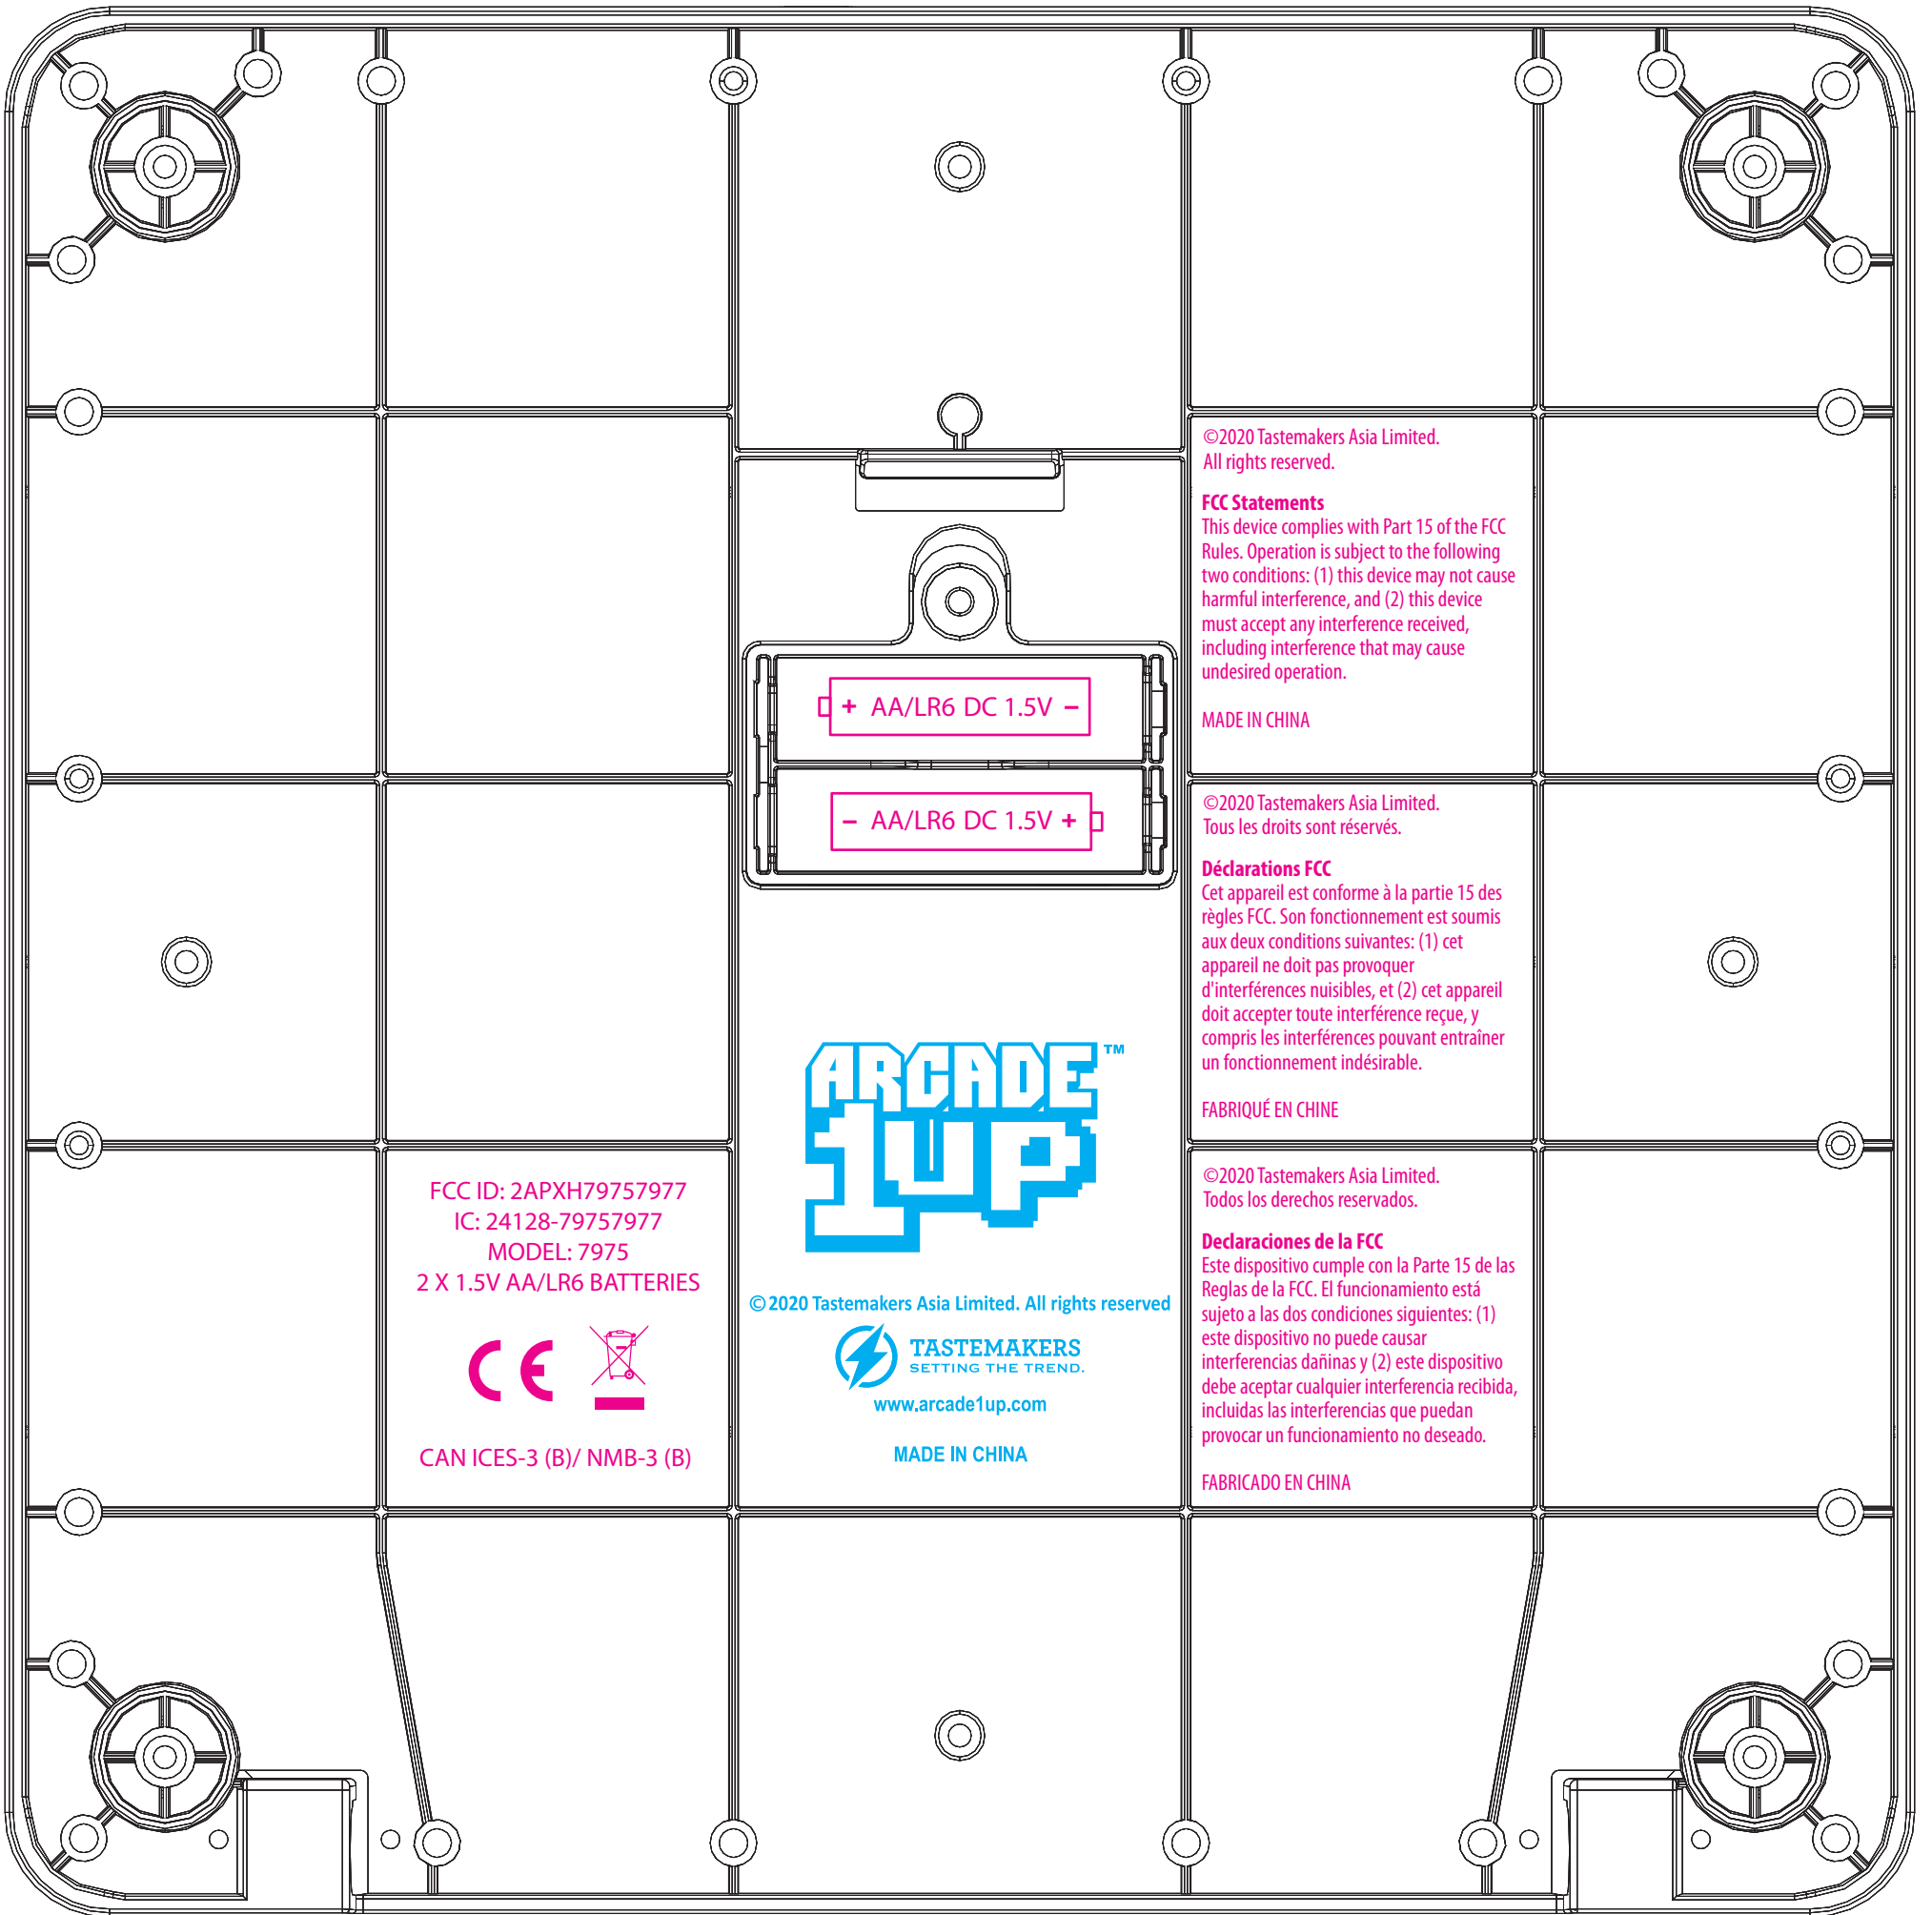 + AA/LR6 DC 1.5V –
– AA/LR6 DC 1.5V +
ARCADE™
1UP
©2020 Tastemakers Asia Limited. All rights reserved
TASTEMAKERS
SETTING THE TREND.
www.arcade1up.com
MADE IN CHINA
FCC ID: 2APXH79757977
IC: 24128-79757977
MODEL: 7975
2 X 1.5V AA/LR6 BATTERIES
CE
CAN ICES-3 (B)/ NMB-3 (B)
©2020 Tastemakers Asia Limited.
All rights reserved.
FCC Statements
This device complies with Part 15 of the FCC
Rules. Operation is subject to the following
two conditions: (1) this device may not cause
harmful interference, and (2) this device
must accept any interference received,
including interference that may cause
undesired operation.
MADE IN CHINA
©2020 Tastemakers Asia Limited.
Tous les droits sont réservés.
Déclarations FCC
Cet appareil est conforme à la partie 15 des
règles FCC. Son fonctionnement est soumis
aux deux conditions suivantes: (1) cet
appareil ne doit pas provoquer
d'interférences nuisibles, et (2) cet appareil
doit accepter toute interférence reçue, y
compris les interférences pouvant entraîner
un fonctionnement indésirable.
FABRIQUÉ EN CHINE
©2020 Tastemakers Asia Limited.
Todos los derechos reservados.
Declaraciones de la FCC
Este dispositivo cumple con la Parte 15 de las
Reglas de la FCC. El funcionamiento está
sujeto a las dos condiciones siguientes: (1)
este dispositivo no puede causar
interferencias dañinas y (2) este dispositivo
debe aceptar cualquier interferencia recibida,
incluidas las interferencias que puedan
provocar un funcionamiento no deseado.
FABRICADO EN CHINA